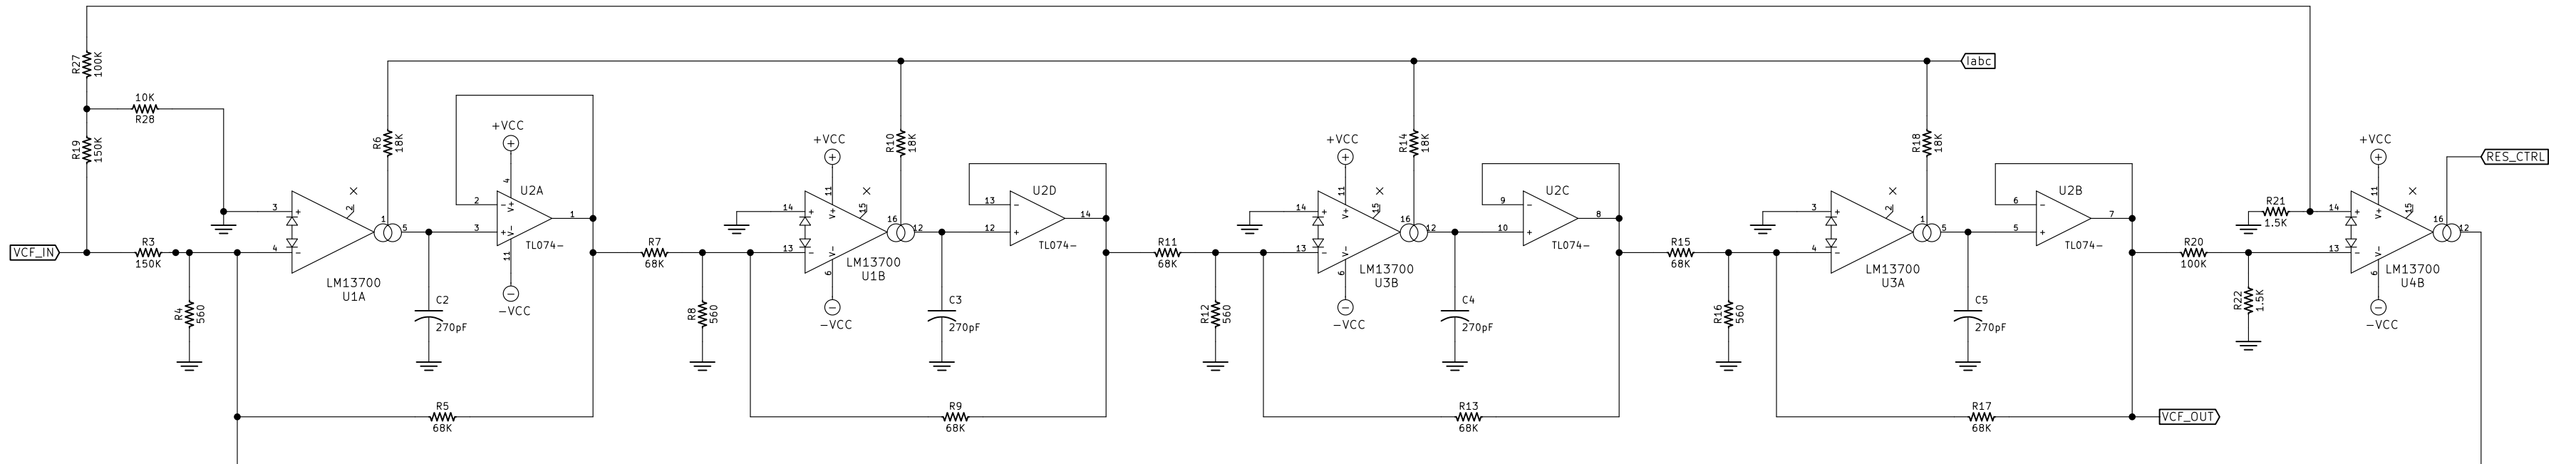 R27
100K
10K
R28
R19
150K
VCF_IN
R3
150K
R4
560
3
4
+
−
2
LM13700
U1A
1
5
R6
18K
+VCC
4
U2A
2
3
−
+
V+
V−
1
TL074-
11
−VCC
C2
270pF
R5
68K
R7
68K
R8
560
+VCC
11
14
13
+
−
V+
V−
15
16
12
6
LM13700
U1B
−VCC
R10
18K
U2D
13
12
−
+
14
TL074-
C3
270pF
R9
68K
R11
68K
R12
560
+VCC
11
14
13
+
−
V+
V−
15
16
12
6
LM13700
U3B
−VCC
R14
18K
U2C
9
10
−
+
8
TL074-
C4
270pF
R13
68K
R15
68K
R16
560
3
4
+
−
2
1
5
LM13700
U3A
R18
18K
Iabc
U2B
6
5
−
+
7
TL074-
C5
270pF
R17
68K
VCF_OUT
R20
100K
R21
1.5K
R22
1.5K
+VCC
11
14
13
+
−
V+
V−
15
16
12
6
LM13700
U4B
−VCC
RES_CTRL